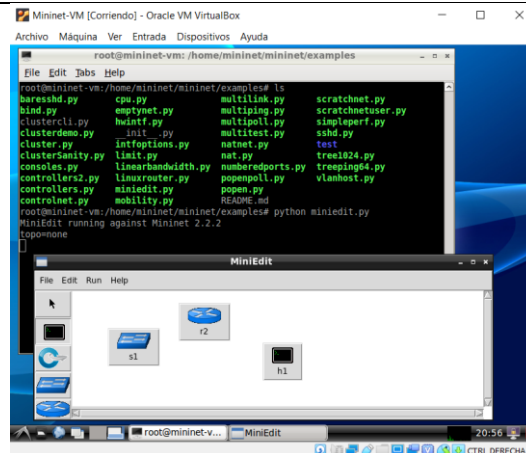 Mininet-VM [Corriendo] - Oracle VM VirtualBox
Archivo Máquina Ver Entrada Dispositivos Ayuda
root@mininet-vm: /home/mininet/mininet/examples
File Edit Tabs Help
root@mininet-vm:/home/mininet/mininet/examples# ls
baresshd.py cpu.py multilink.py scratchnet.py
bind.py emptynet.py multiping.py scratchnetuser.py
clustercli.py hwintf.py multipoll.py simpleperf.py
clusterdemo.py __init__.py multitest.py sshd.py
cluster.py intfoptions.py natnet.py test
clusterSanity.py limit.py nat.py tree1024.py
consoles.py linearbandwidth.py numberedports.py treeping64.py
controllers2.py linuxrouter.py popenpoll.py vlanhost.py
controllers.py miniedit.py popen.py
controlnet.py mobility.py README.md
root@mininet-vm:/home/mininet/mininet/examples# python miniedit.py
MiniEdit running against Mininet 2.2.2
topo=none
MiniEdit
File Edit Run Help
r2
s1
h1
root@mininet-v...
MiniEdit
20:56
CTRL DERECHA